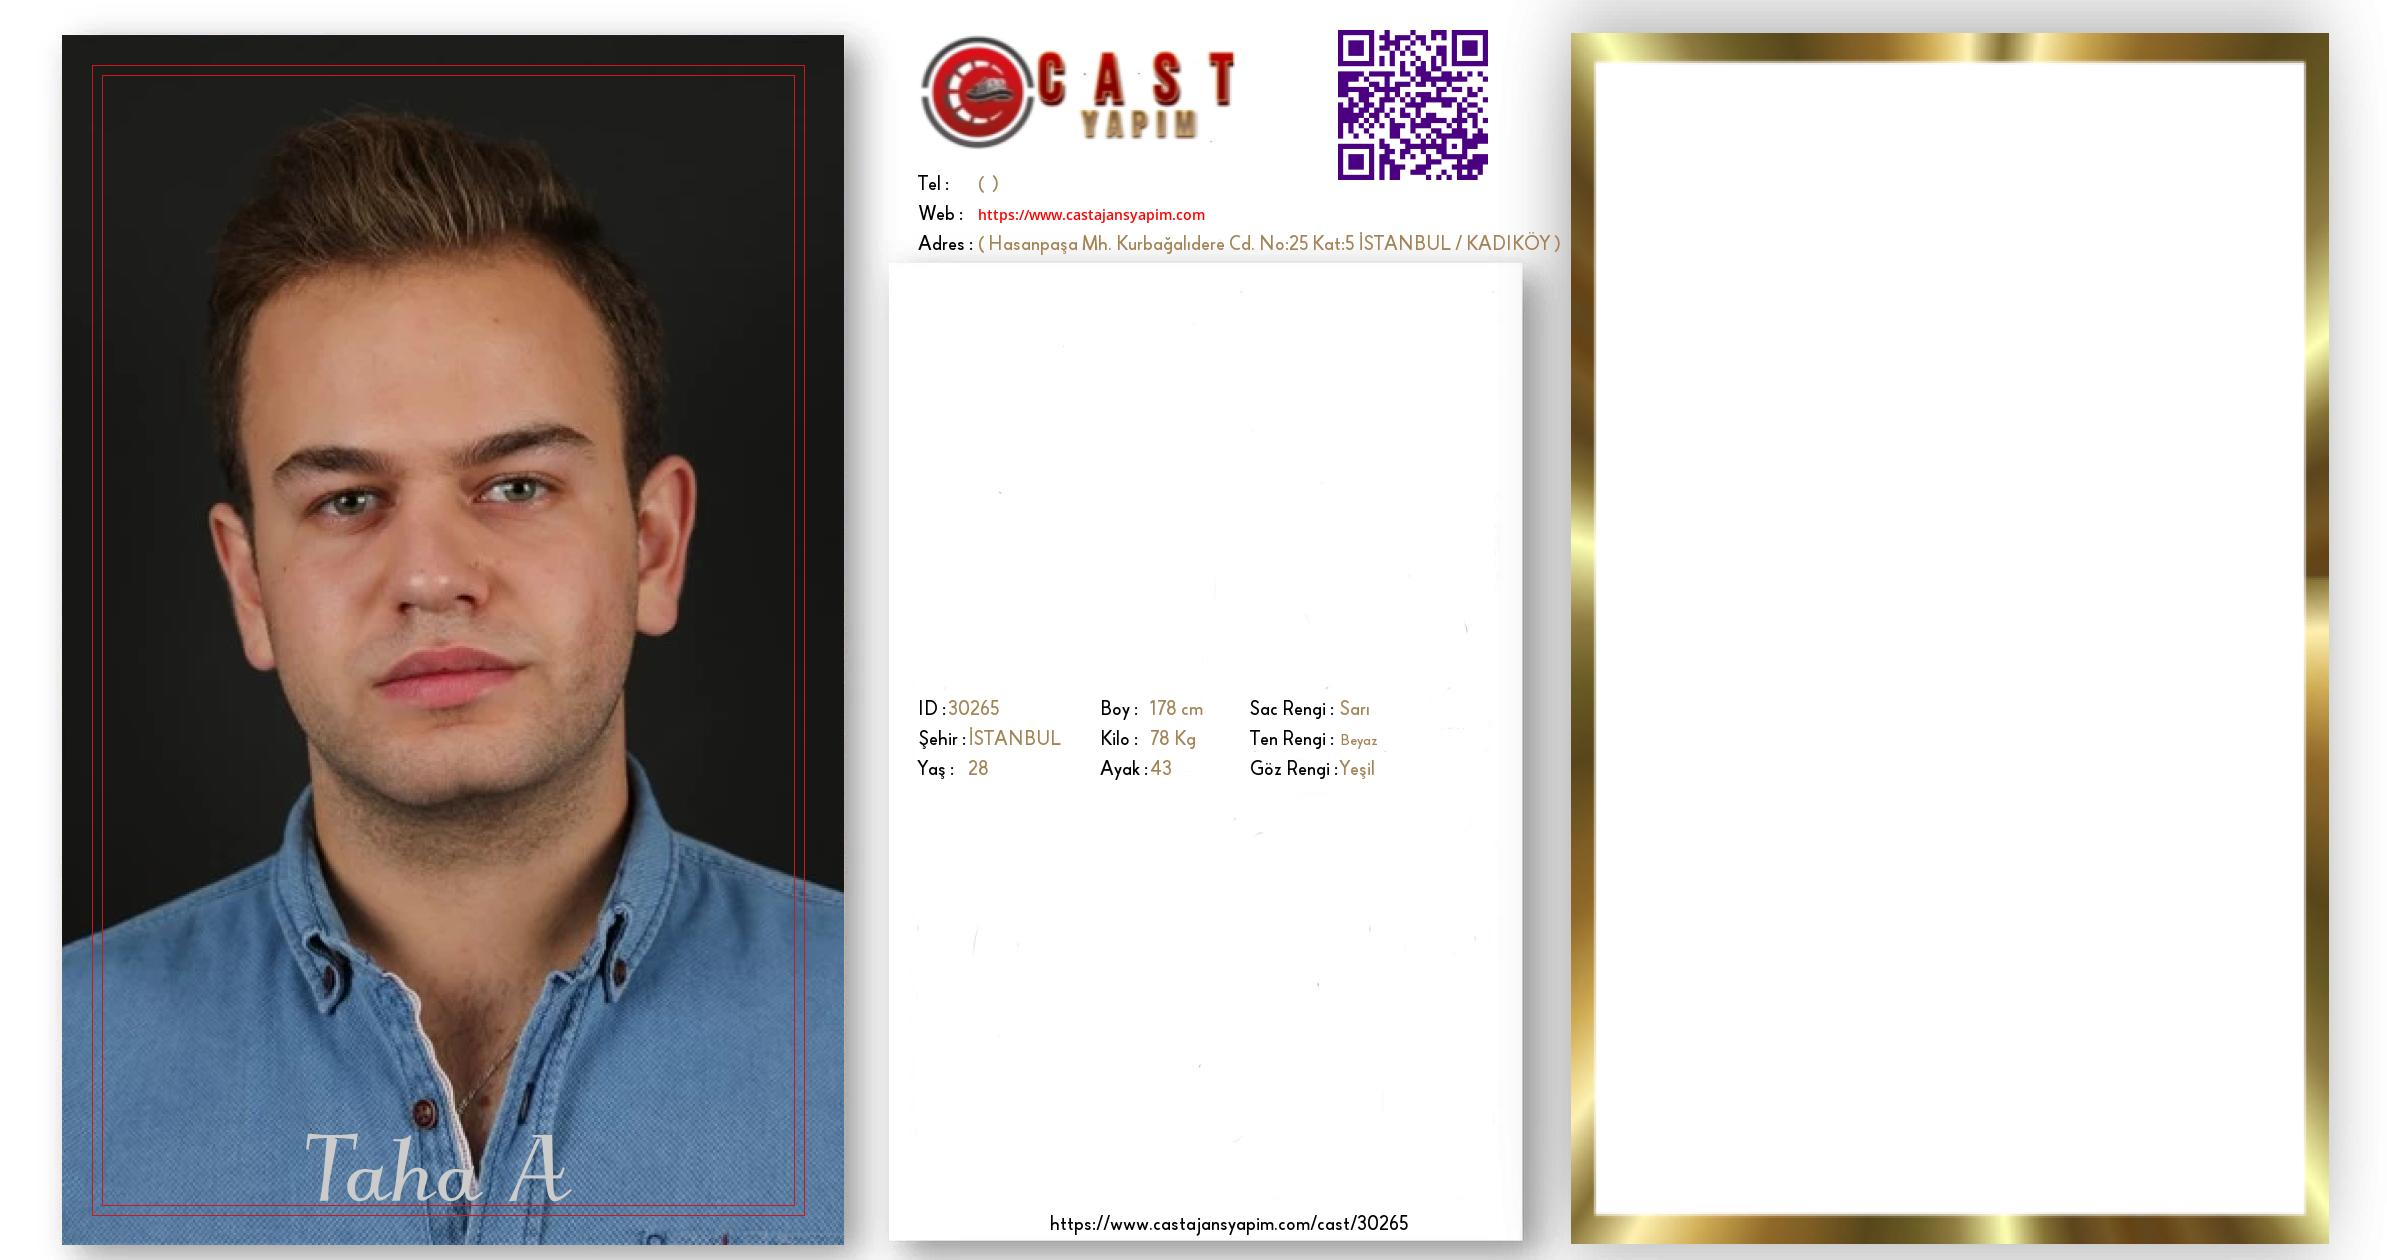 Taha A
CAST
YAPIM
Tel : ( )
Web : https://www.castajansyapim.com
Adres : ( Hasanpaşa Mh. Kurbağalıdere Cd. No:25 Kat:5 İSTANBUL / KADIKÖY )
ID : 30265 Boy : 178 cm Sac Rengi : Sarı
Şehir : İSTANBUL Kilo : 78 Kg Ten Rengi : Beyaz
Yaş : 28 Ayak : 43 Göz Rengi : Yeşil
https://www.castajansyapim.com/cast/30265